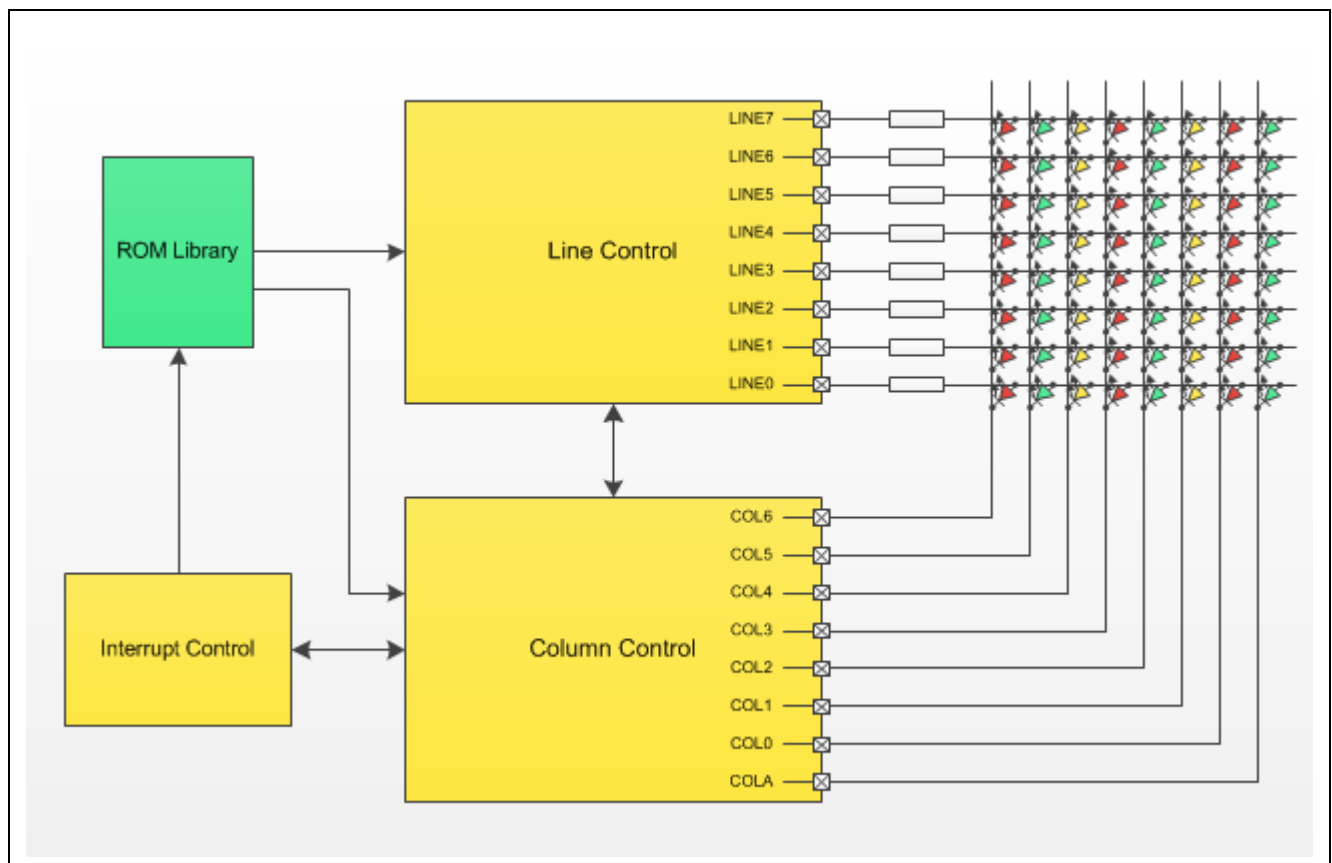 LINE7
LINE6
LINE5
LINE4
LINE3
LINE2
LINE1
LINE0
ROM Library
Line Control
COL6
COL5
COL4
COL3
COL2
COL1
COL0
COLA
Interrupt Control
Column Control